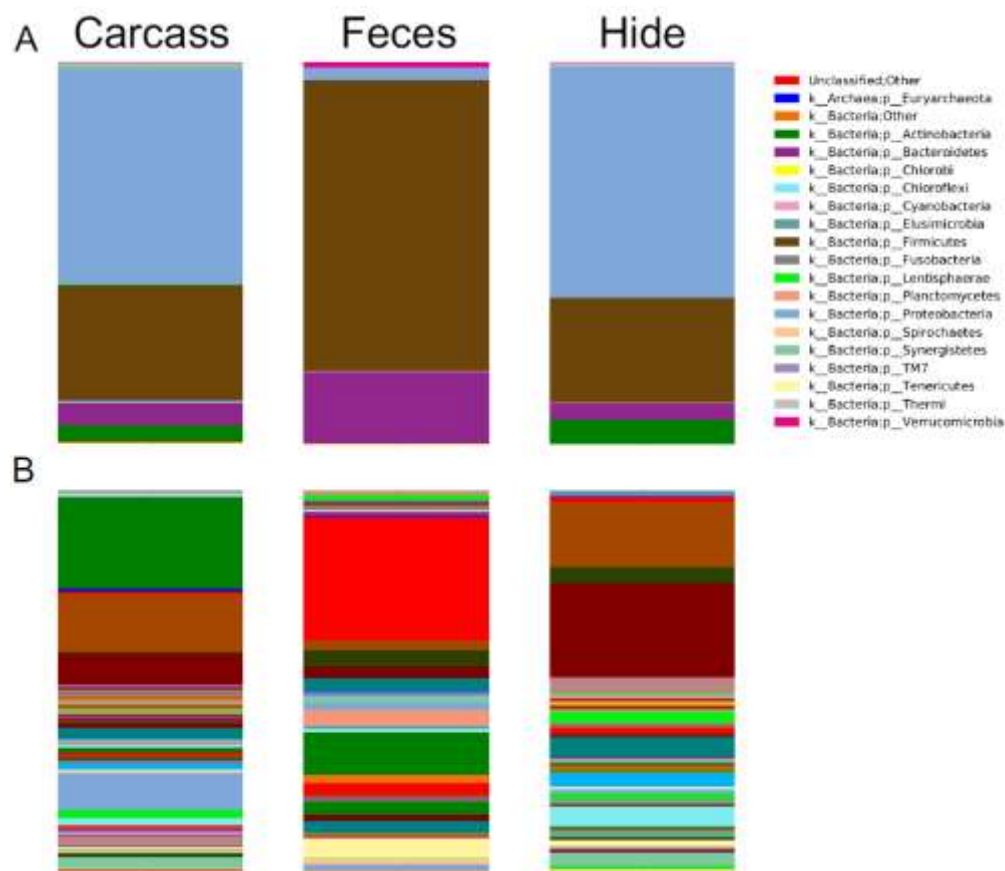 A
Carcass
Feces
Hide
Unclassified;Other
k__Archaea;p__Euryarchaeota
k__Bacteria;Other
k__Bacteria;p__Actinobacteria
k__Bacteria;p__Bacteroidetes
k__Bacteria;p__Chlorobi
k__Bacteria;p__Chloroflexi
k__Bacteria;p__Cyanobacteria
k__Bacteria;p__Elusimicrobia
k__Bacteria;p__Firmicutes
k__Bacteria;p__Fusobacteria
k__Bacteria;p__Lentisphaerae
k__Bacteria;p__Planctomycetes
k__Bacteria;p__Proteobacteria
k__Bacteria;p__Spirochaetes
k__Bacteria;p__Synergistetes
k__Bacteria;p__TM7
k__Bacteria;p__Tenericutes
k__Bacteria;p__Thermi
k__Bacteria;p__Verrucomicrobia
B